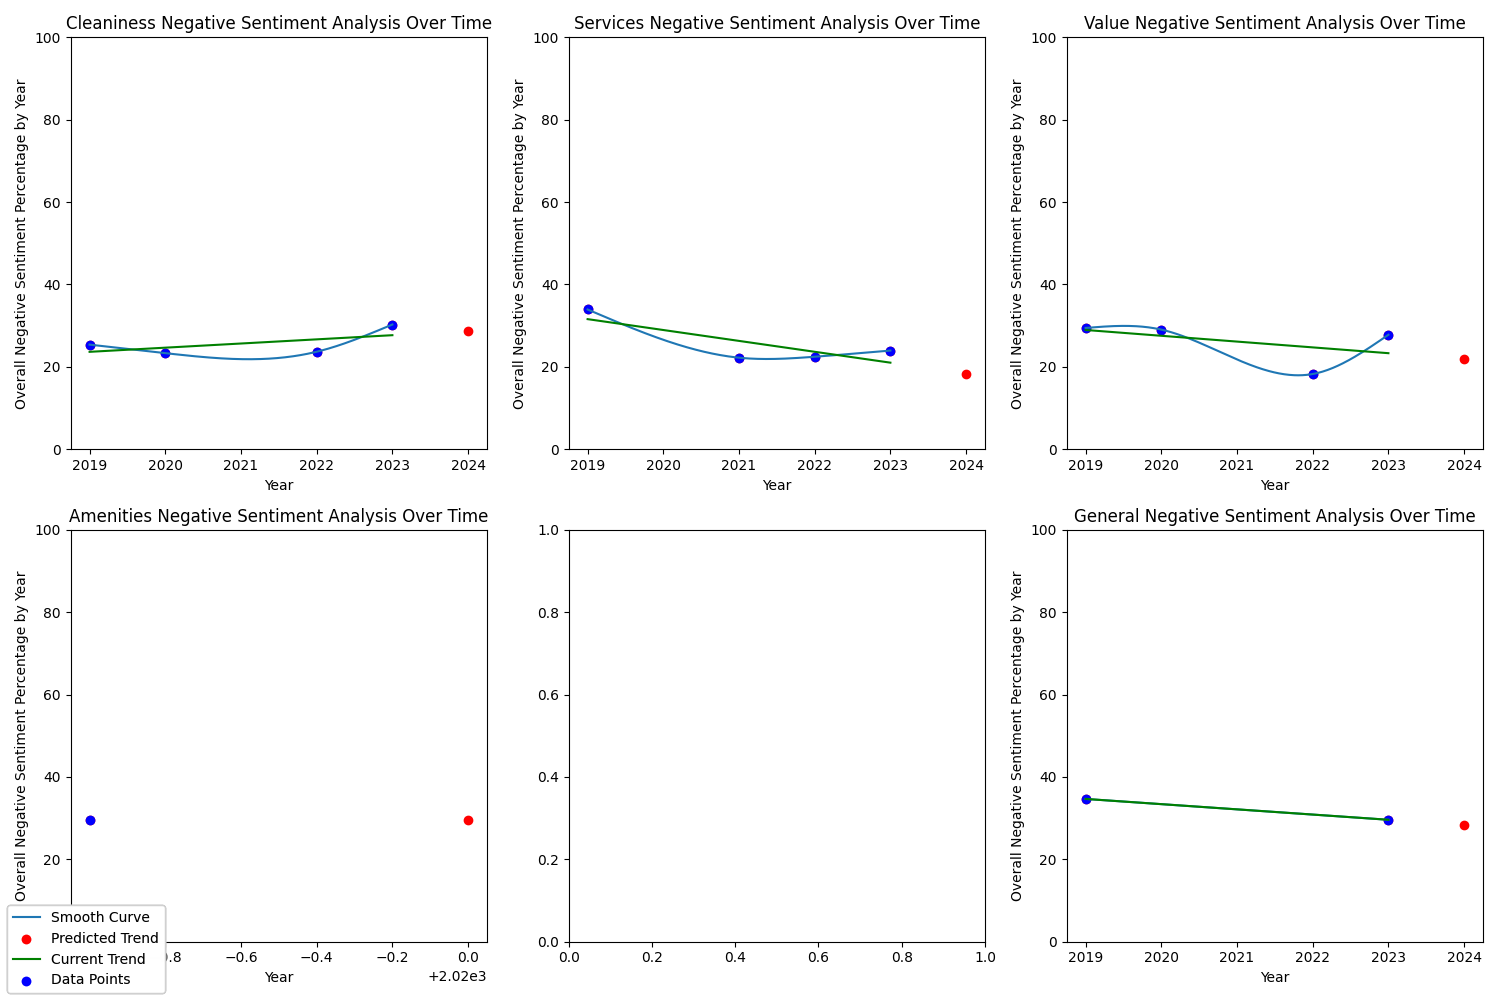 Cleaniness Negative Sentiment Analysis Over Time
Overall Negative Sentiment Percentage by Year
100
80
60
40
20
0
2019 2020 2021 2022 2023 2024
Year
Services Negative Sentiment Analysis Over Time
Overall Negative Sentiment Percentage by Year
100
80
60
40
20
0
2019 2020 2021 2022 2023 2024
Year
Value Negative Sentiment Analysis Over Time
Overall Negative Sentiment Percentage by Year
100
80
60
40
20
0
2019 2020 2021 2022 2023 2024
Year
Amenities Negative Sentiment Analysis Over Time
Overall Negative Sentiment Percentage by Year
100
80
60
40
20
−0.6 −0.4 −0.2 0.0
+2.02e3
Year
Smooth Curve
Predicted Trend
Current Trend
Data Points
1.0
0.8
0.6
0.4
0.2
0.0
0.0 0.2 0.4 0.6 0.8 1.0
General Negative Sentiment Analysis Over Time
Overall Negative Sentiment Percentage by Year
100
80
60
40
20
0
2019 2020 2021 2022 2023 2024
Year